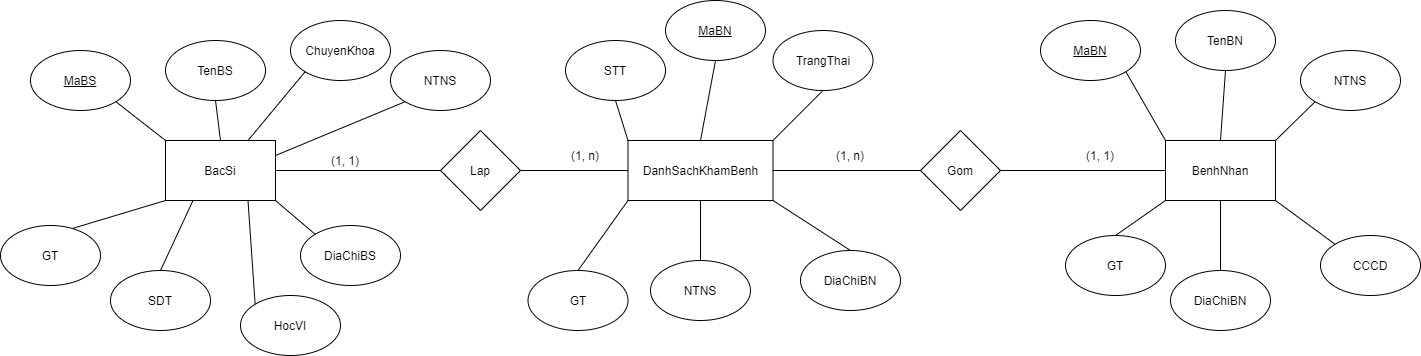 MaBS
TenBS
ChuyenKhoa
NTNS
BacSi
GT
SDT
HocVI
DiaChiBS
(1, 1)
Lap
(1, n)
STT
MaBN
TrangThai
DanhSachKhamBenh
GT
NTNS
DiaChiBN
(1, n)
Gom
(1, 1)
MaBN
TenBN
NTNS
BenhNhan
GT
DiaChiBN
CCCD